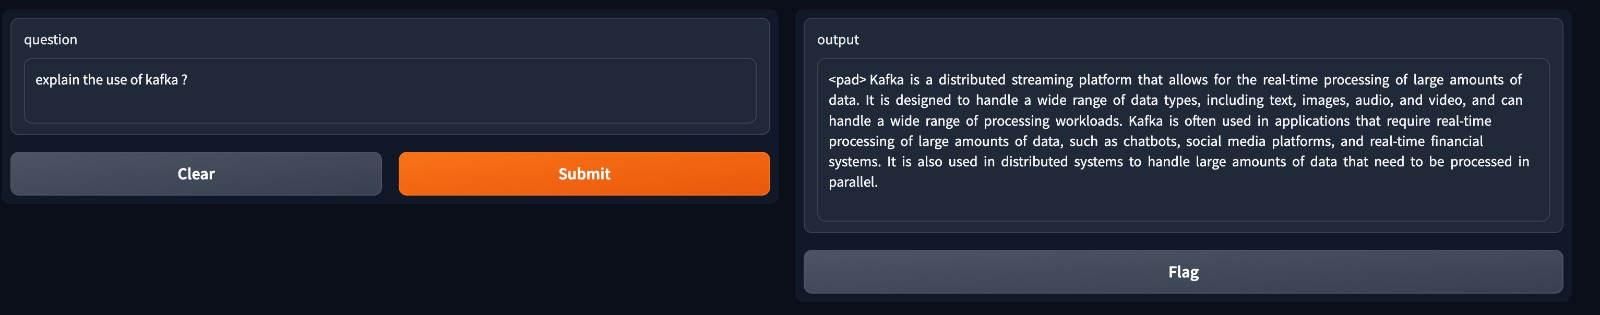 question
explain the use of kafka ?
Clear
Submit
output
<pad> Kafka is a distributed streaming platform that allows for the real-time processing of large amounts of
data. It is designed to handle a wide range of data types, including text, images, audio, and video, and can
handle a wide range of processing workloads. Kafka is often used in applications that require real-time
processing of large amounts of data, such as chatbots, social media platforms, and real-time financial
systems. It is also used in distributed systems to handle large amounts of data that need to be processed in
parallel.
Flag